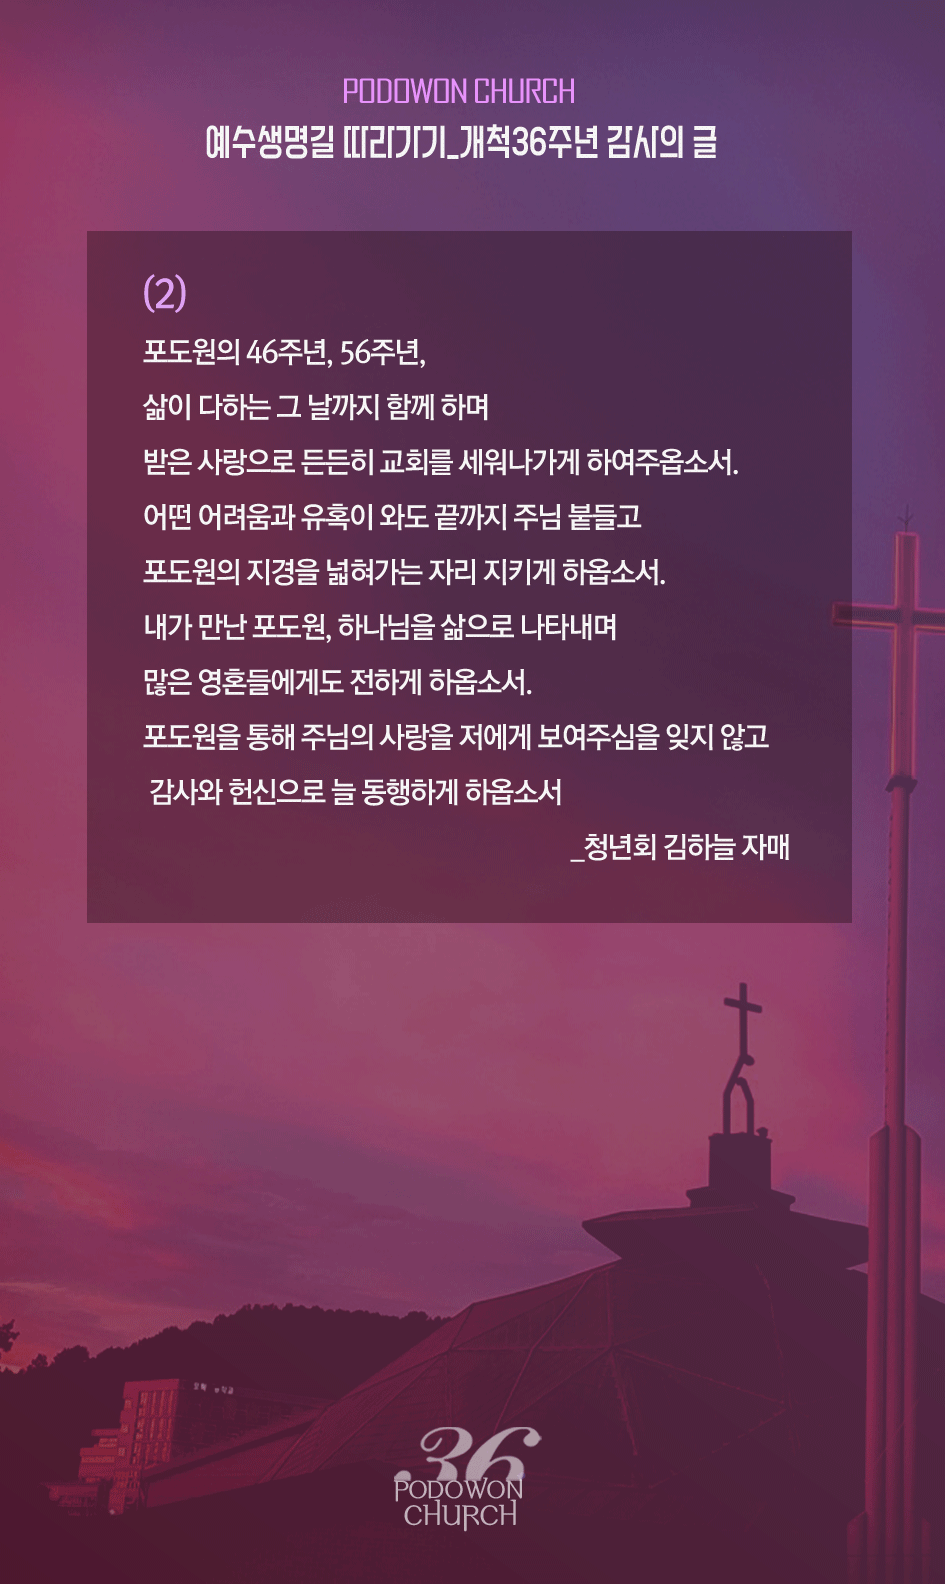 PODOWON CHURCH
예수생명길 따라가기_개척36주년 감사의 글
(2)
포도원의 46주년, 56주년,
삶이 다하는 그 날까지 함께 하며
받은 사랑으로 든든히 교회를 세워나가게 하여주옵소서.
어떤 어려움과 유혹이 와도 끝까지 주님 붙들고
포도원의 지경을 넓혀가는 자리 지키게 하옵소서.
내가 만난 포도원, 하나님을 삶으로 나타내며
많은 영혼들에게도 전하게 하옵소서.
포도원을 통해 주님의 사랑을 저에게 보여주심을 잊지 않고
감사와 헌신으로 늘 동행하게 하옵소서
_청년회 김하늘 자매
36
PODOWON
CHURCH